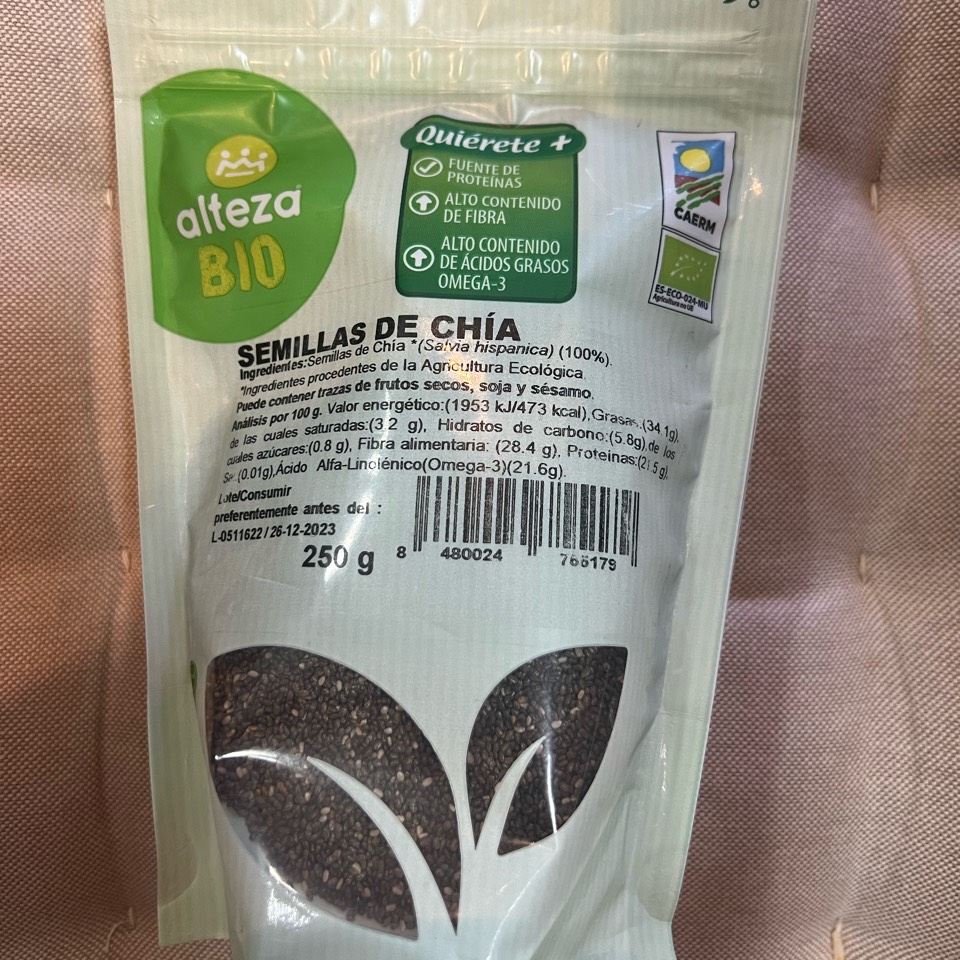 alteza
BIO
Quiérete +
FUENTE DE
PROTEÍNAS
ALTO CONTENIDO
DE FIBRA
ALTO CONTENIDO
DE ÁCIDOS GRASOS
OMEGA-3
CAERM
ES-ECO-024-MU
Agricultura no UE
SEMILLAS DE CHÍA
Ingredientes:Semillas de Chía *(Salvia hispanica) (100%).
*Ingredientes procedentes de la Agricultura Ecológica.
Puede contener trazas de frutos secos, soja y sésamo.
Análisis por 100 g. Valor energético:(1953 kJ/473 kcal),Grasas.:(34.1g),
de las cuales saturadas:(3.2 g), Hidratos de carbono:(5.8g),de los
cuales azúcares:(0.8 g), Fibra alimentaria: (28.4 g), Proteínas:(21.5 g),
(0.01g),Ácido Alfa-Linolénico(Omega-3)(21.6g).
Lote/Consumir
preferentemente antes del :
L-0511622 / 26-12-2023
250 g
8 480024 766179